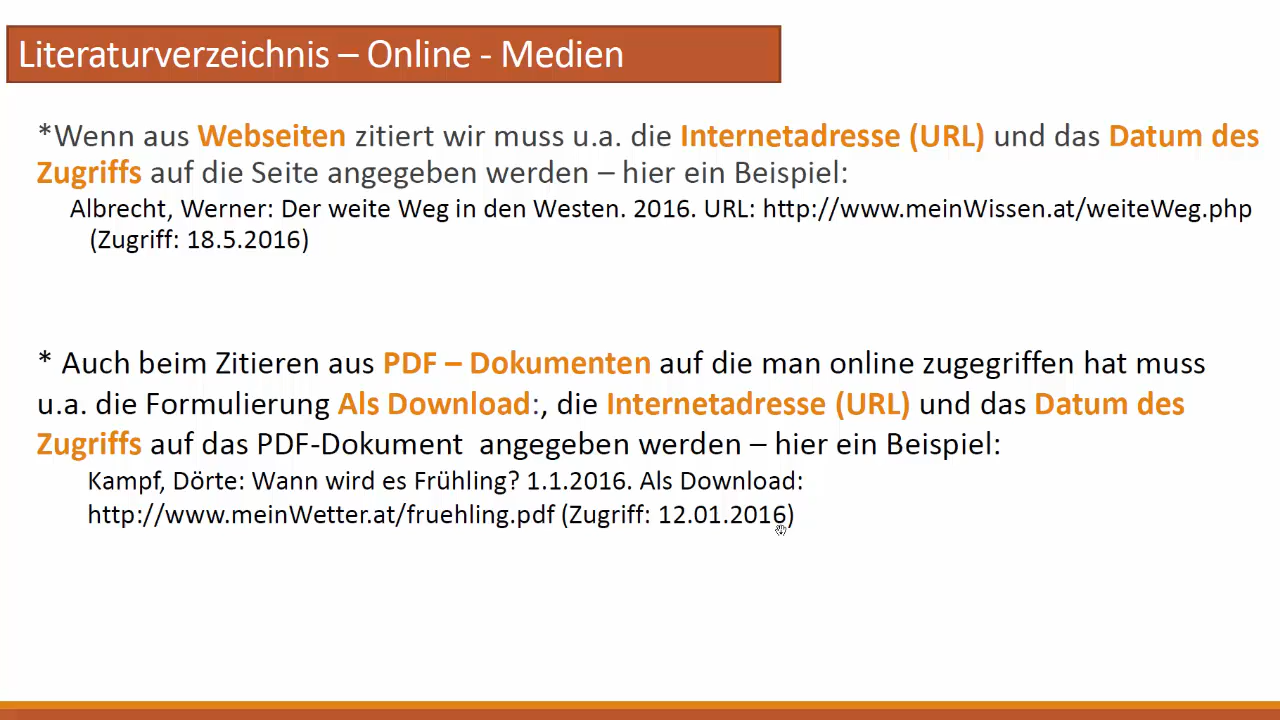 Literaturverzeichnis – Online - Medien
*Wenn aus Webseiten zitiert wir muss u.a. die Internetadresse (URL) und das Datum des
Zugriffs auf die Seite angegeben werden – hier ein Beispiel:
Albrecht, Werner: Der weite Weg in den Westen. 2016. URL: http://www.meinWissen.at/weiteWeg.php
(Zugriff: 18.5.2016)
* Auch beim Zitieren aus PDF – Dokumenten auf die man online zugegriffen hat muss
u.a. die Formulierung Als Download:, die Internetadresse (URL) und das Datum des
Zugriffs auf das PDF-Dokument angegeben werden – hier ein Beispiel:
Kampf, Dörte: Wann wird es Frühling? 1.1.2016. Als Download:
http://www.meinWetter.at/fruehling.pdf (Zugriff: 12.01.2016)